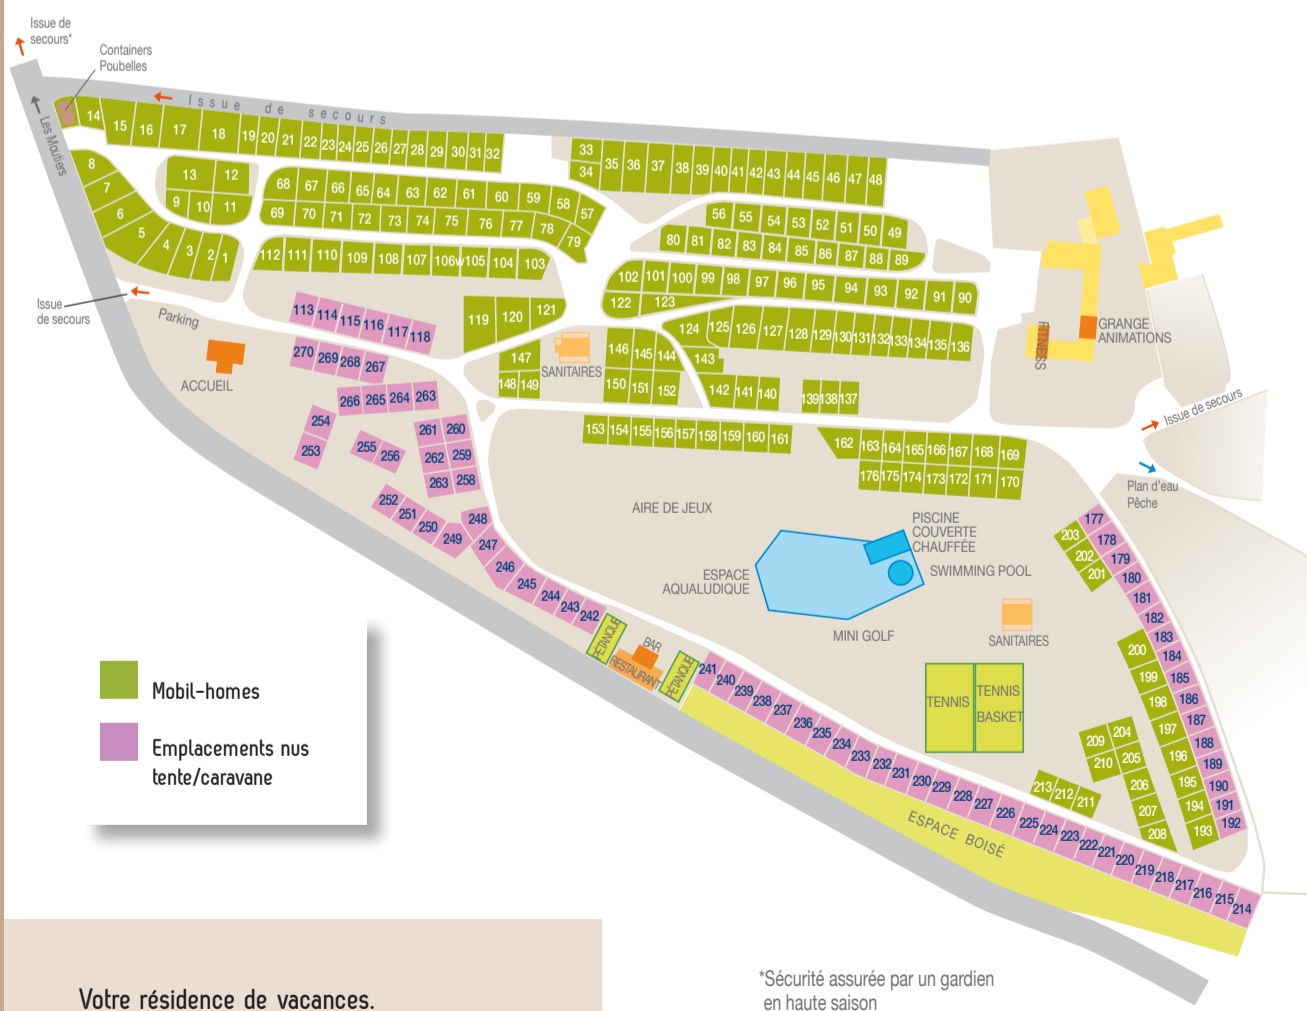 Issue de
secours*
Containers
Poubelles
Les Moutiers
Issue de secours
14 15 16 17 18 19 20 21 22 23 24 25 26 27 28 29 30 31 32
33
34
35 36 37 38 39 40 41 42 43 44 45 46 47 48
8
7
6
5
4 3 2 1
13 12
9 10 11
68 67 66 65 64 63 62 61 60 59 58 57
69 70 71 72 73 74 75 76 77 78 79
56 55 54 53 52 51 50 49
80 81 82 83 84 85 86 87 88 89
112 111 110 109 108 107 106 105 104 103
102 101 100 99 98 97 96 95 94 93 92 91 90
122 123
Issue
de secours
Parking
ACCUEIL
113 114 115 116 117 118
119 120 121
124 125 126 127 128 129 130 131 132 133 134 135 136
270 269 268 267
147
148 149
SANITAIRES
146 145 144 143
150 151 152
142 141 140
139 138 137
FITNESS
GRANGE
ANIMATIONS
Issue de secours
Plan d'eau
Pêche
266 265 264 263
254
253
255 256
261 260
262 259
263 258
153 154 155 156 157 158 159 160 161
162 163 164 165 166 167 168 169
176 175 174 173 172 171 170
252 251 250 249
248
247
246
245 244 243 242
AIRE DE JEUX
PISCINE
COUVERTE
CHAUFFÉE
ESPACE
AQUALUDIQUE
SWIMMING POOL
MINI GOLF
SANITAIRES
177
178
179
180
181
182
183
184
185
186
187
188
189
190
191
192
203
202
201
200
199
198
197
196
195
194
193
PÉTANQUE
BAR
RESTAURANT
PÉTANQUE
TENNIS
TENNIS
BASKET
209 204
210 205
206
207
208
213 212 211
241 240 239 238 237 236 235 234 233 232 231 230 229 228 227 226 225 224 223 222 221 220 219 218 217 216 215 214
ESPACE BOISÉ
Mobil-homes
Emplacements nus
tente/caravane
Votre résidence de vacances.
*Sécurité assurée par un gardien
en haute saison